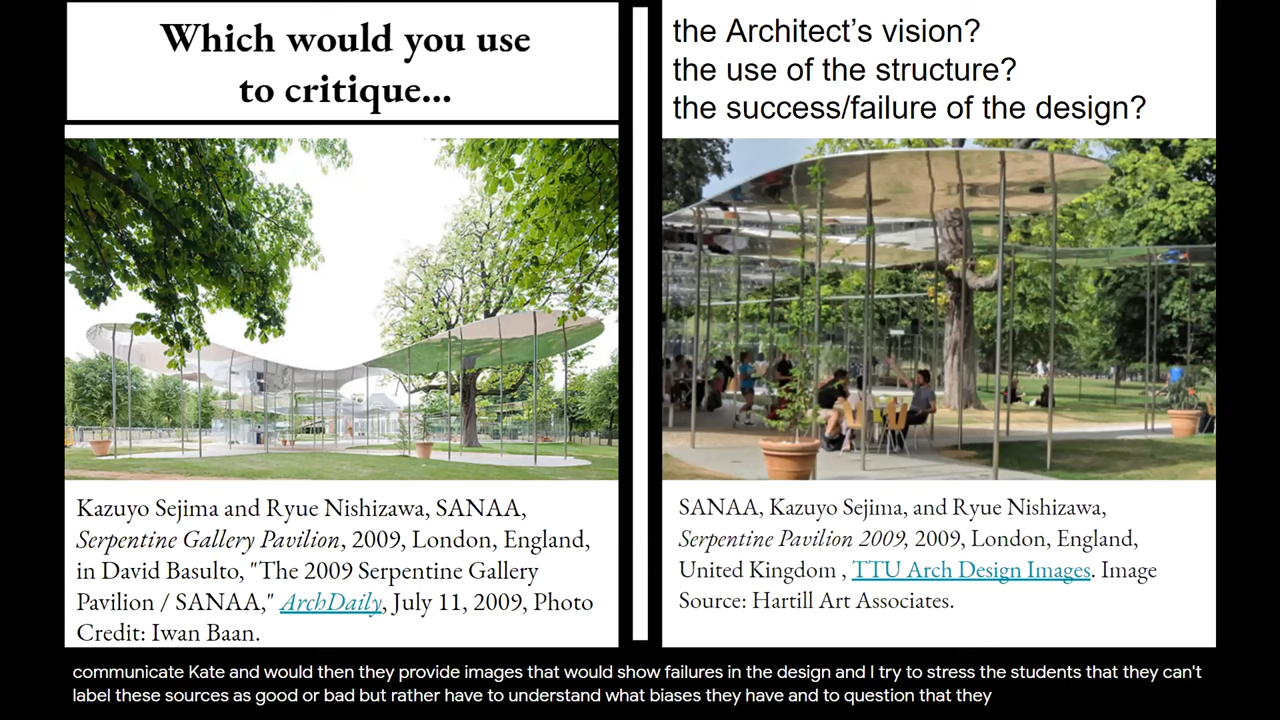 Which would you use
to critique...
the Architect's vision?
the use of the structure?
the success/failure of the design?
Kazuyo Sejima and Ryue Nishizawa, SANAA,
Serpentine Gallery Pavilion, 2009, London, England,
in David Basulto, "The 2009 Serpentine Gallery
Pavilion / SANAA," ArchDaily, July 11, 2009, Photo
Credit: Iwan Baan.
SANAA, Kazuyo Sejima, and Ryue Nishizawa,
Serpentine Pavilion 2009, 2009, London, England,
United Kingdom , TTU Arch Design Images. Image
Source: Hartill Art Associates.
communicate Kate and would then they provide images that would show failures in the design and I try to stress the students that they can't
label these sources as good or bad but rather have to understand what biases they have and to question that they